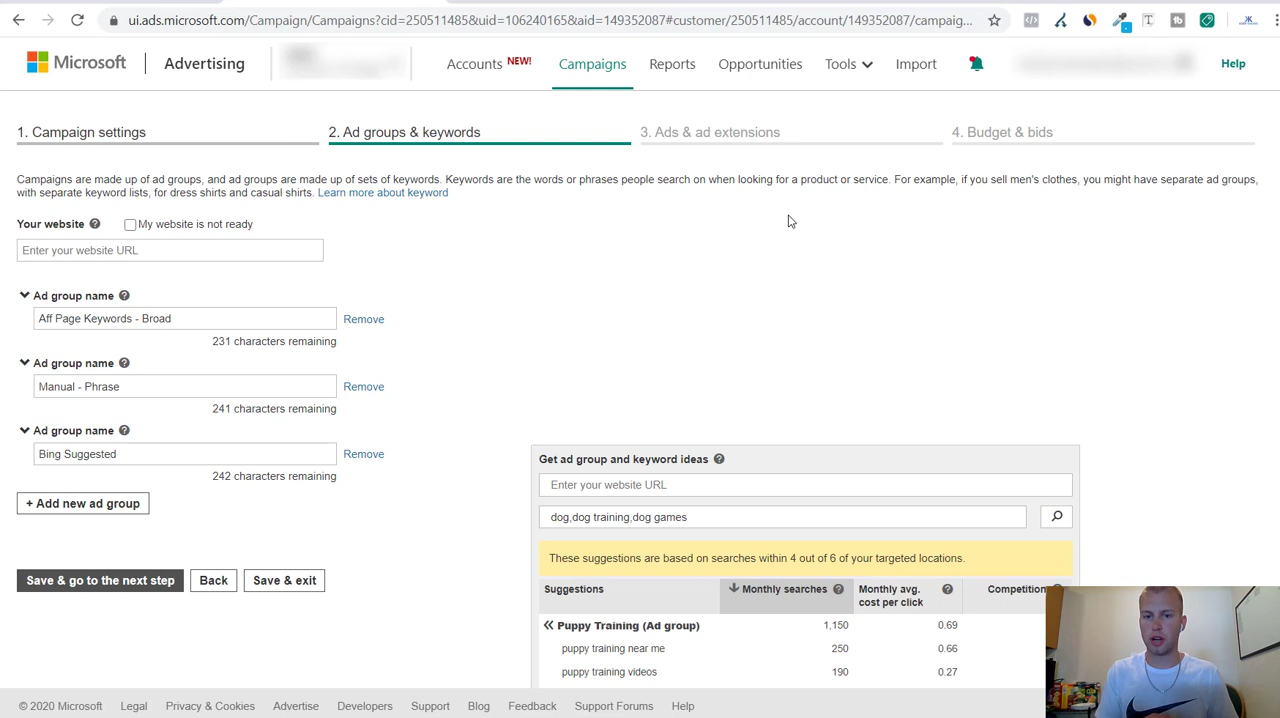 ui.ads.microsoft.com/Campaign/Campaigns?cid=250511485&uid=106240165&aid=149352087#customer/250511485/account/149352087/campaig...
Microsoft Advertising Accounts NEW! Campaigns Reports Opportunities Tools Import Help
1. Campaign settings 2. Ad groups & keywords 3. Ads & ad extensions 4. Budget & bids
Campaigns are made up of ad groups, and ad groups are made up of sets of keywords. Keywords are the words or phrases people search on when looking for a product or service. For example, if you sell men's clothes, you might have separate ad groups,
with separate keyword lists, for dress shirts and casual shirts. Learn more about keyword
Your website My website is not ready
Enter your website URL
Ad group name
Aff Page Keywords - Broad Remove
231 characters remaining
Ad group name
Manual - Phrase Remove
241 characters remaining
Ad group name
Bing Suggested Remove
242 characters remaining
+ Add new ad group
Save & go to the next step Back Save & exit
Get ad group and keyword ideas
Enter your website URL
dog,dog training,dog games
These suggestions are based on searches within 4 out of 6 of your targeted locations.
Suggestions Monthly searches Monthly avg. cost per click Competition
Puppy Training (Ad group) 1,150 0.69
puppy training near me 250 0.66
puppy training videos 190 0.27
© 2020 Microsoft Legal Privacy & Cookies Advertise Developers Support Blog Feedback Support Forums Help